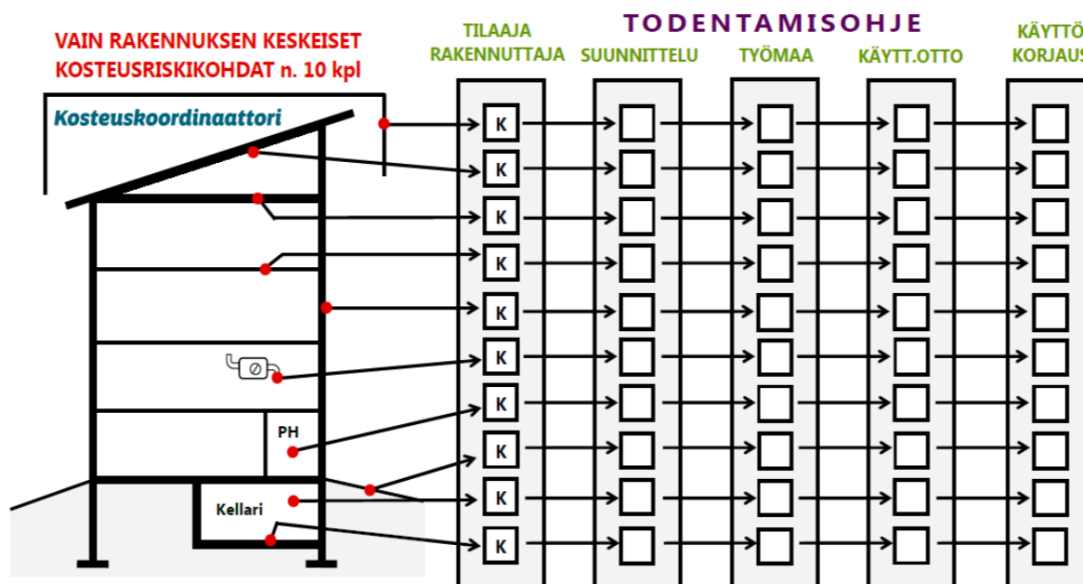 TODENTAMISOHJE
VAIN RAKENNUKSEN KESKEISET
KOSTEUSRISKIKOHDAT n. 10 kpl
TILAAJA
RAKENNUTTAJA
SUUNNITTELU
TYÖMAA
KÄYTT.OTTO
KÄYTTÖ
KORJAUS
Kosteuskoordinaattori
K
K
K
K
K
K
K
K
K
K
PH
Kellari